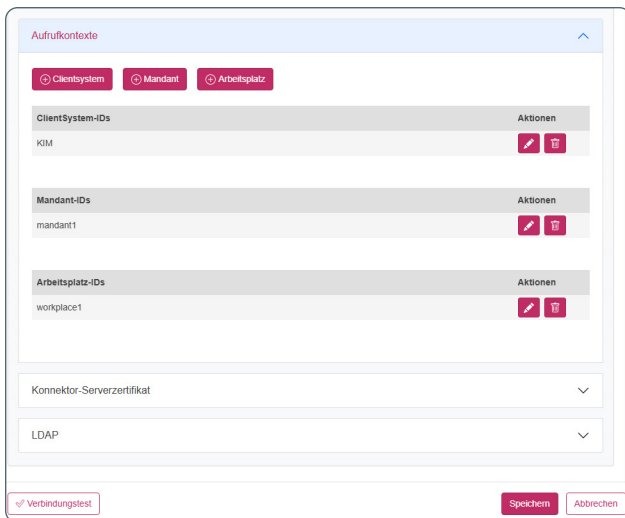 Aufrufkontexte
Clientsystem Mandant Arbeitsplatz
ClientSystem-IDs Aktionen
KIM
Mandant-IDs Aktionen
mandant1
Arbeitsplatz-IDs Aktionen
workplace1
Konnektor-Serverzertifikat
LDAP
Verbindungstest Speichern Abbrechen